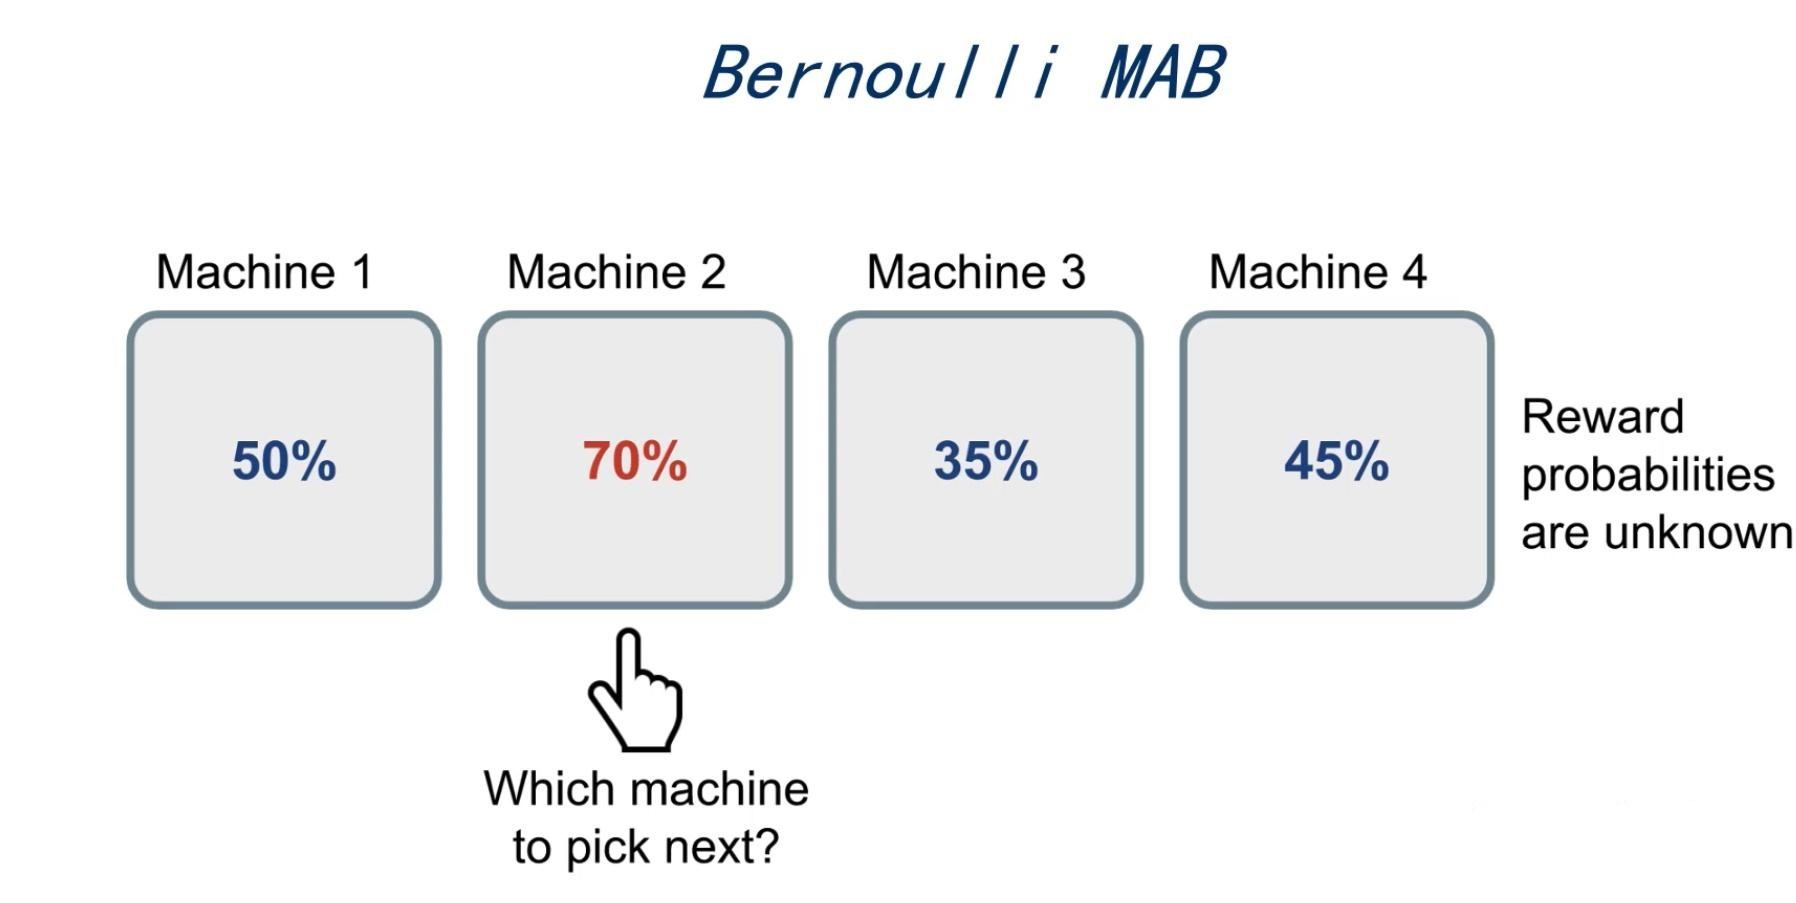 Bernoulli MAB
Machine 1
Machine 2
Machine 3
Machine 4
50%
70%
35%
45%
Reward
probabilities
are unknown
Which machine
to pick next?